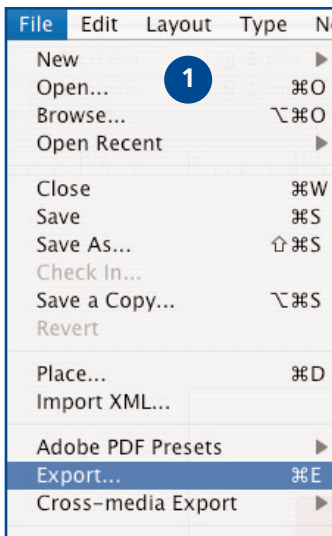 File Edit Layout Type
1
New ▶
Open... ⌘O
Browse... ⌥⌘O
Open Recent ▶
Close ⌘W
Save ⌘S
Save As... ⇧⌘S
Check In...
Save a Copy... ⌥⌘S
Revert
Place... ⌘D
Import XML...
Adobe PDF Presets ▶
Export... ⌘E
Cross-media Export ▶